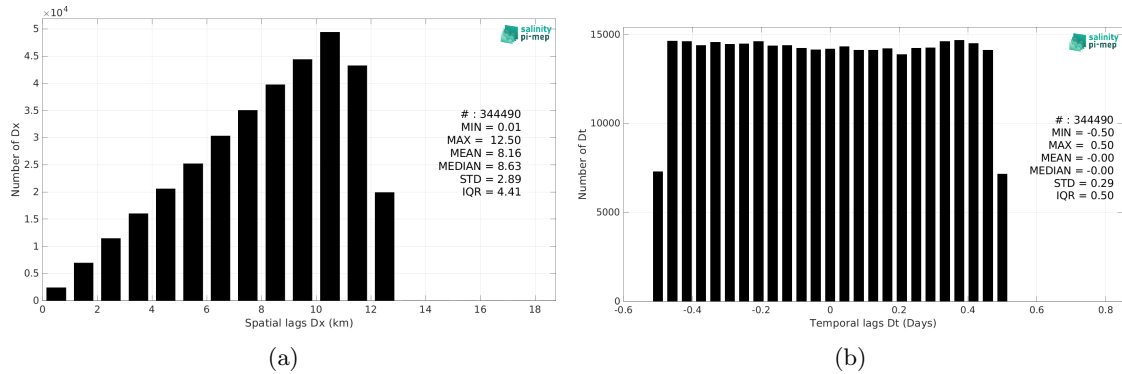 ×10⁴
5
4.5
4
3.5
3
2.5
2
1.5
1
0.5
0
Number of Dx
0 2 4 6 8 10 12 14 16 18
Spatial lags Dx (km)
salinity
pi-mep
# : 344490
MIN = 0.01
MAX = 12.50
MEAN = 8.16
MEDIAN = 8.63
STD = 2.89
IQR = 4.41
(a)
15000
10000
5000
0
Number of Dt
-0.6 -0.4 -0.2 0 0.2 0.4 0.6 0.8
Temporal lags Dt (Days)
salinity
pi-mep
# : 344490
MIN = -0.50
MAX = 0.50
MEAN = -0.00
MEDIAN = -0.00
STD = 0.29
IQR = 0.50
(b)